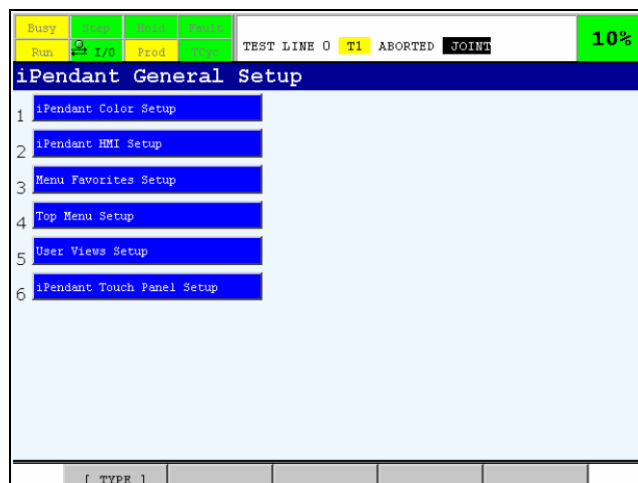 Busy Step Hold Fault
Run I/O Prod TCyc
TEST LINE 0 T1 ABORTED JOINT
10%
iPendant General Setup
1 iPendant Color Setup
2 iPendant HMI Setup
3 Menu Favorites Setup
4 Top Menu Setup
5 User Views Setup
6 iPendant Touch Panel Setup
[ TYPE ]